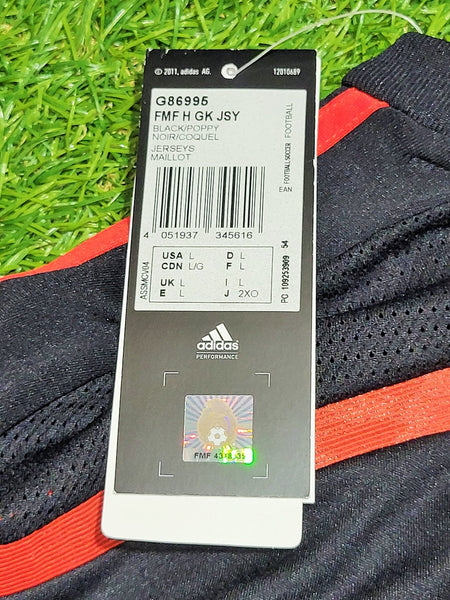 © 2011, adidas AG. 12010689
G86995
FMF H GK JSY
BLACK/POPPY
NOIR/COQUEL
JERSEYS
MAILLOT
FOOTBALL/SOCCER FOOTBALL
EAN
4 051937 345616
USA L D L
CDN L/G F L
UK L I L
E L J 2XO
ASSMCV04
PO 109253909 54
adidas
PERFORMANCE
FMF